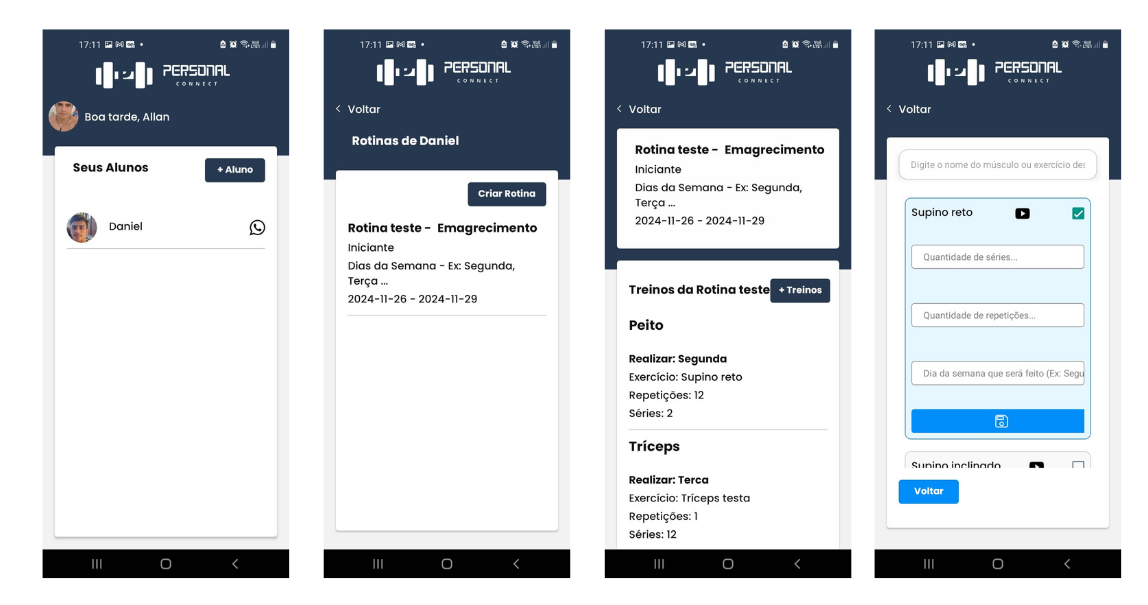 17:11
PERSONAL
CONNECT
Boa tarde, Allan
Seus Alunos
+ Aluno
Daniel
17:11
PERSONAL
CONNECT
< Voltar
Rotinas de Daniel
Criar Rotina
Rotina teste - Emagrecimento
Iniciante
Dias da Semana - Ex: Segunda,
Terça ...
2024-11-26 - 2024-11-29
17:11
PERSONAL
CONNECT
< Voltar
Rotina teste - Emagrecimento
Iniciante
Dias da Semana - Ex: Segunda,
Terça ...
2024-11-26 - 2024-11-29
Treinos da Rotina teste
+ Treinos
Peito
Realizar: Segunda
Exercício: Supino reto
Repetições: 12
Séries: 2
Tríceps
Realizar: Terca
Exercício: Tríceps testa
Repetições: 1
Séries: 12
17:11
PERSONAL
CONNECT
< Voltar
Digite o nome do músculo ou exercício des
Supino reto
Quantidade de séries...
Quantidade de repetições...
Dia da semana que será feito (Ex: Segu
Supino inclinado
Voltar